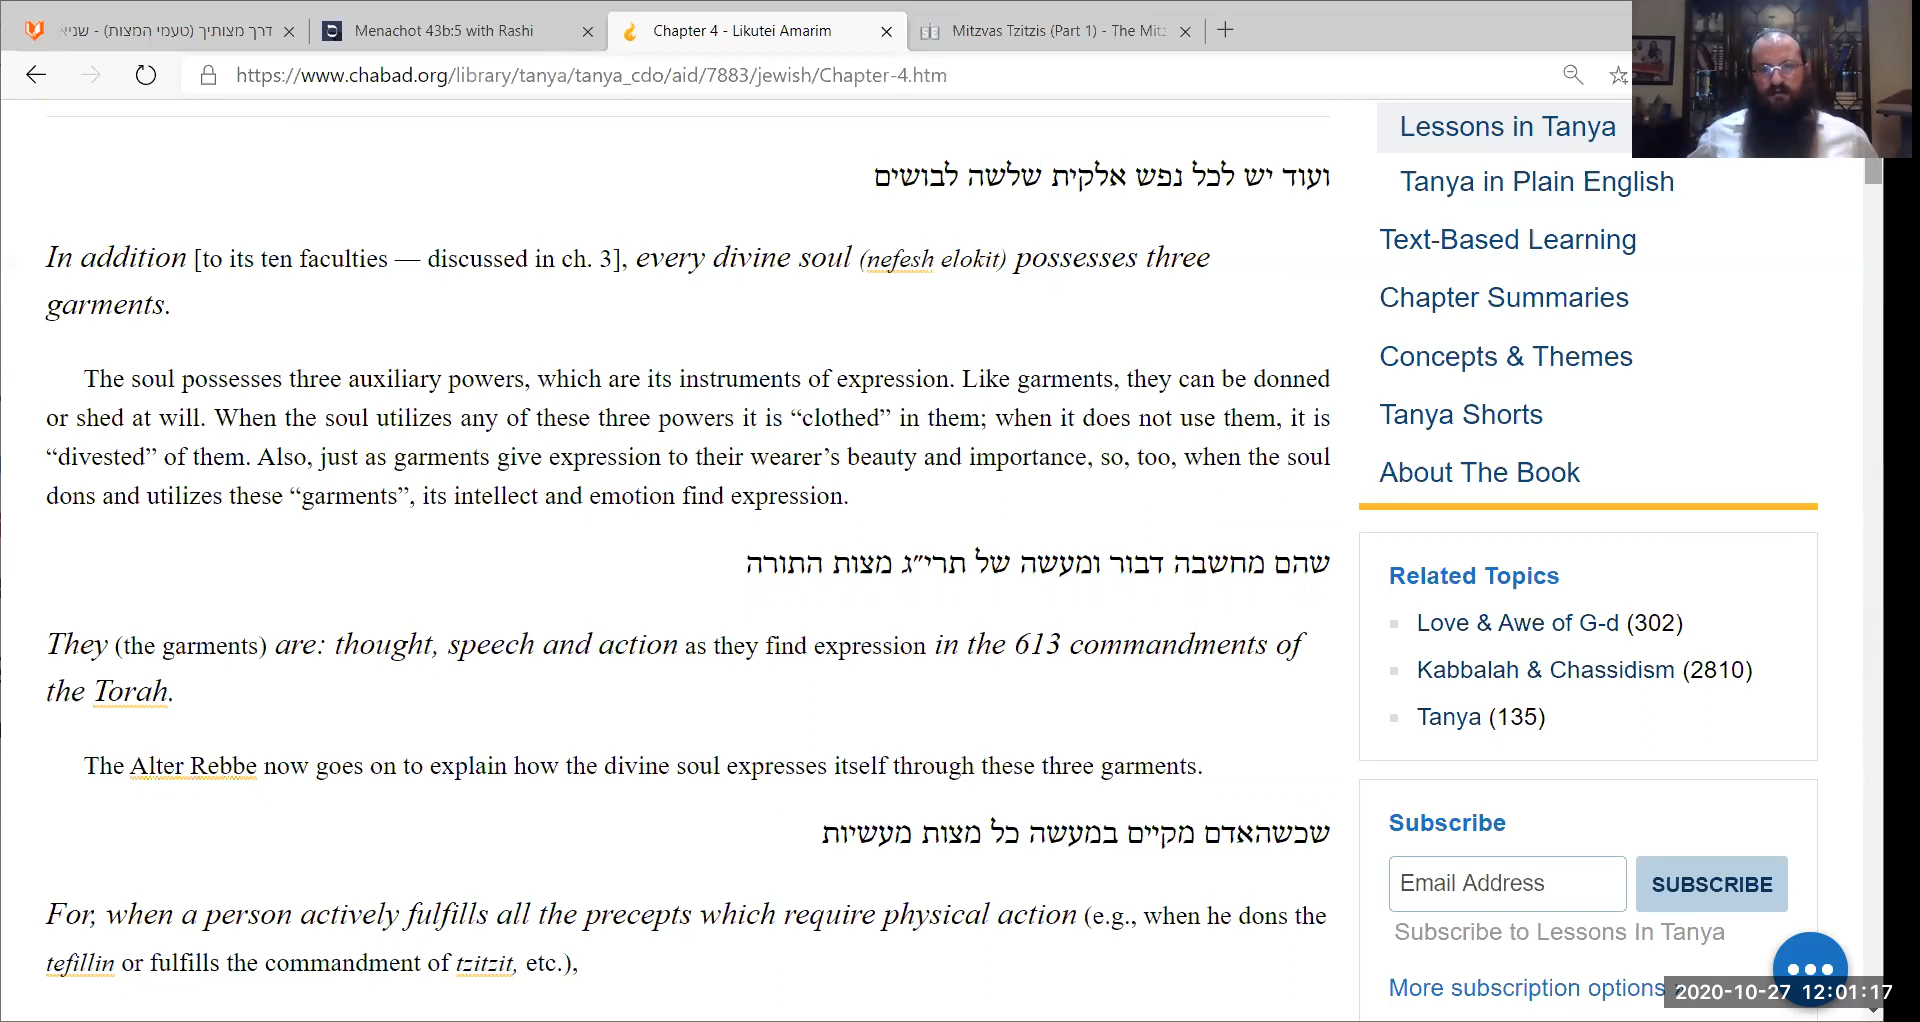 דרך מצותיך (טעמי המצות) - שניא
Menachot 43b:5 with Rashi
Chapter 4 - Likutei Amarim
Mitzvas Tzitzis (Part 1) - The Mitz
https://www.chabad.org/library/tanya/tanya_cdo/aid/7883/jewish/Chapter-4.htm
ועוד יש לכל נפש אלקית שלשה לבושים
In addition [to its ten faculties — discussed in ch. 3], every divine soul (nefesh elokit) possesses three
garments.
The soul possesses three auxiliary powers, which are its instruments of expression. Like garments, they can be donned
or shed at will. When the soul utilizes any of these three powers it is “clothed” in them; when it does not use them, it is
“divested” of them. Also, just as garments give expression to their wearer’s beauty and importance, so, too, when the soul
dons and utilizes these “garments”, its intellect and emotion find expression.
שהם מחשבה דבור ומעשה של תרי״ג מצות התורה
They (the garments) are: thought, speech and action as they find expression in the 613 commandments of
the Torah.
The Alter Rebbe now goes on to explain how the divine soul expresses itself through these three garments.
שכשהאדם מקיים במעשה כל מצות מעשיות
For, when a person actively fulfills all the precepts which require physical action (e.g., when he dons the
tefillin or fulfills the commandment of tzitzit, etc.),
Lessons in Tanya
Tanya in Plain English
Text-Based Learning
Chapter Summaries
Concepts & Themes
Tanya Shorts
About The Book
Related Topics
Love & Awe of G-d (302)
Kabbalah & Chassidism (2810)
Tanya (135)
Subscribe
Email Address
SUBSCRIBE
Subscribe to Lessons In Tanya
More subscription options
2020-10-27 12:01:17